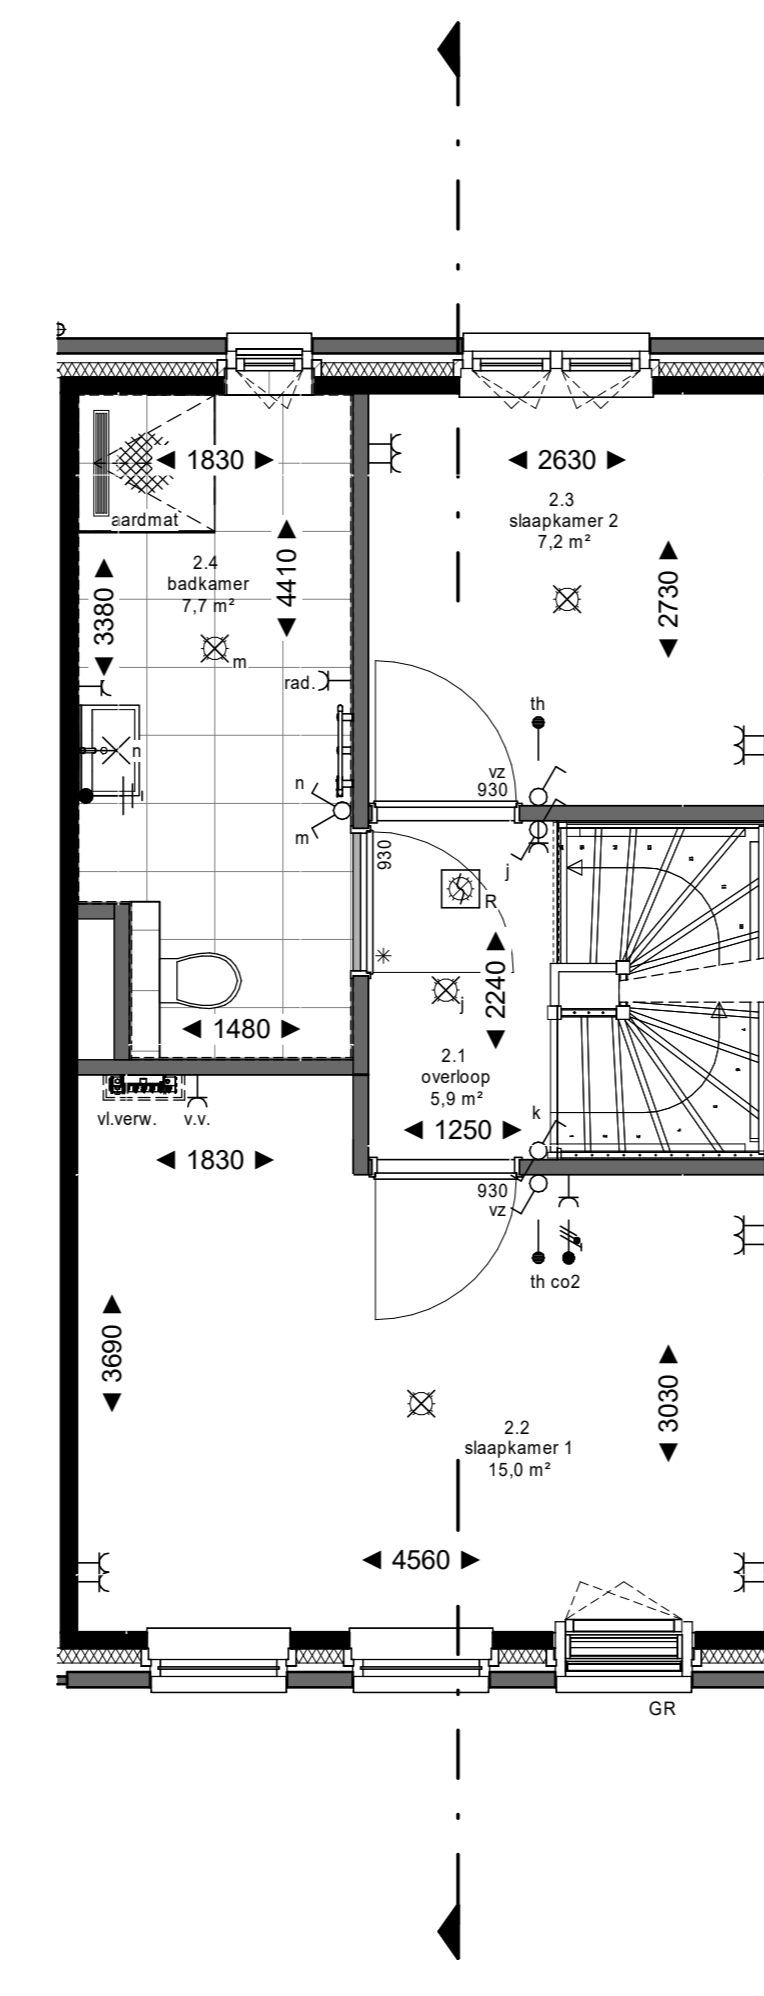 1830
2630
2.3
slaapkamer 2
7,2 m²
aardmat
2.4
badkamer
7,7 m²
4410
3380
2730
m
rad.
th
n
vz
930
n
m
j
930
R
2240
j
1480
2.1
overloop
5,9 m²
vl.verw.
v.v.
k
1250
1830
930
vz
th co2
3690
3030
2.2
slaapkamer 1
15,0 m²
4560
GR